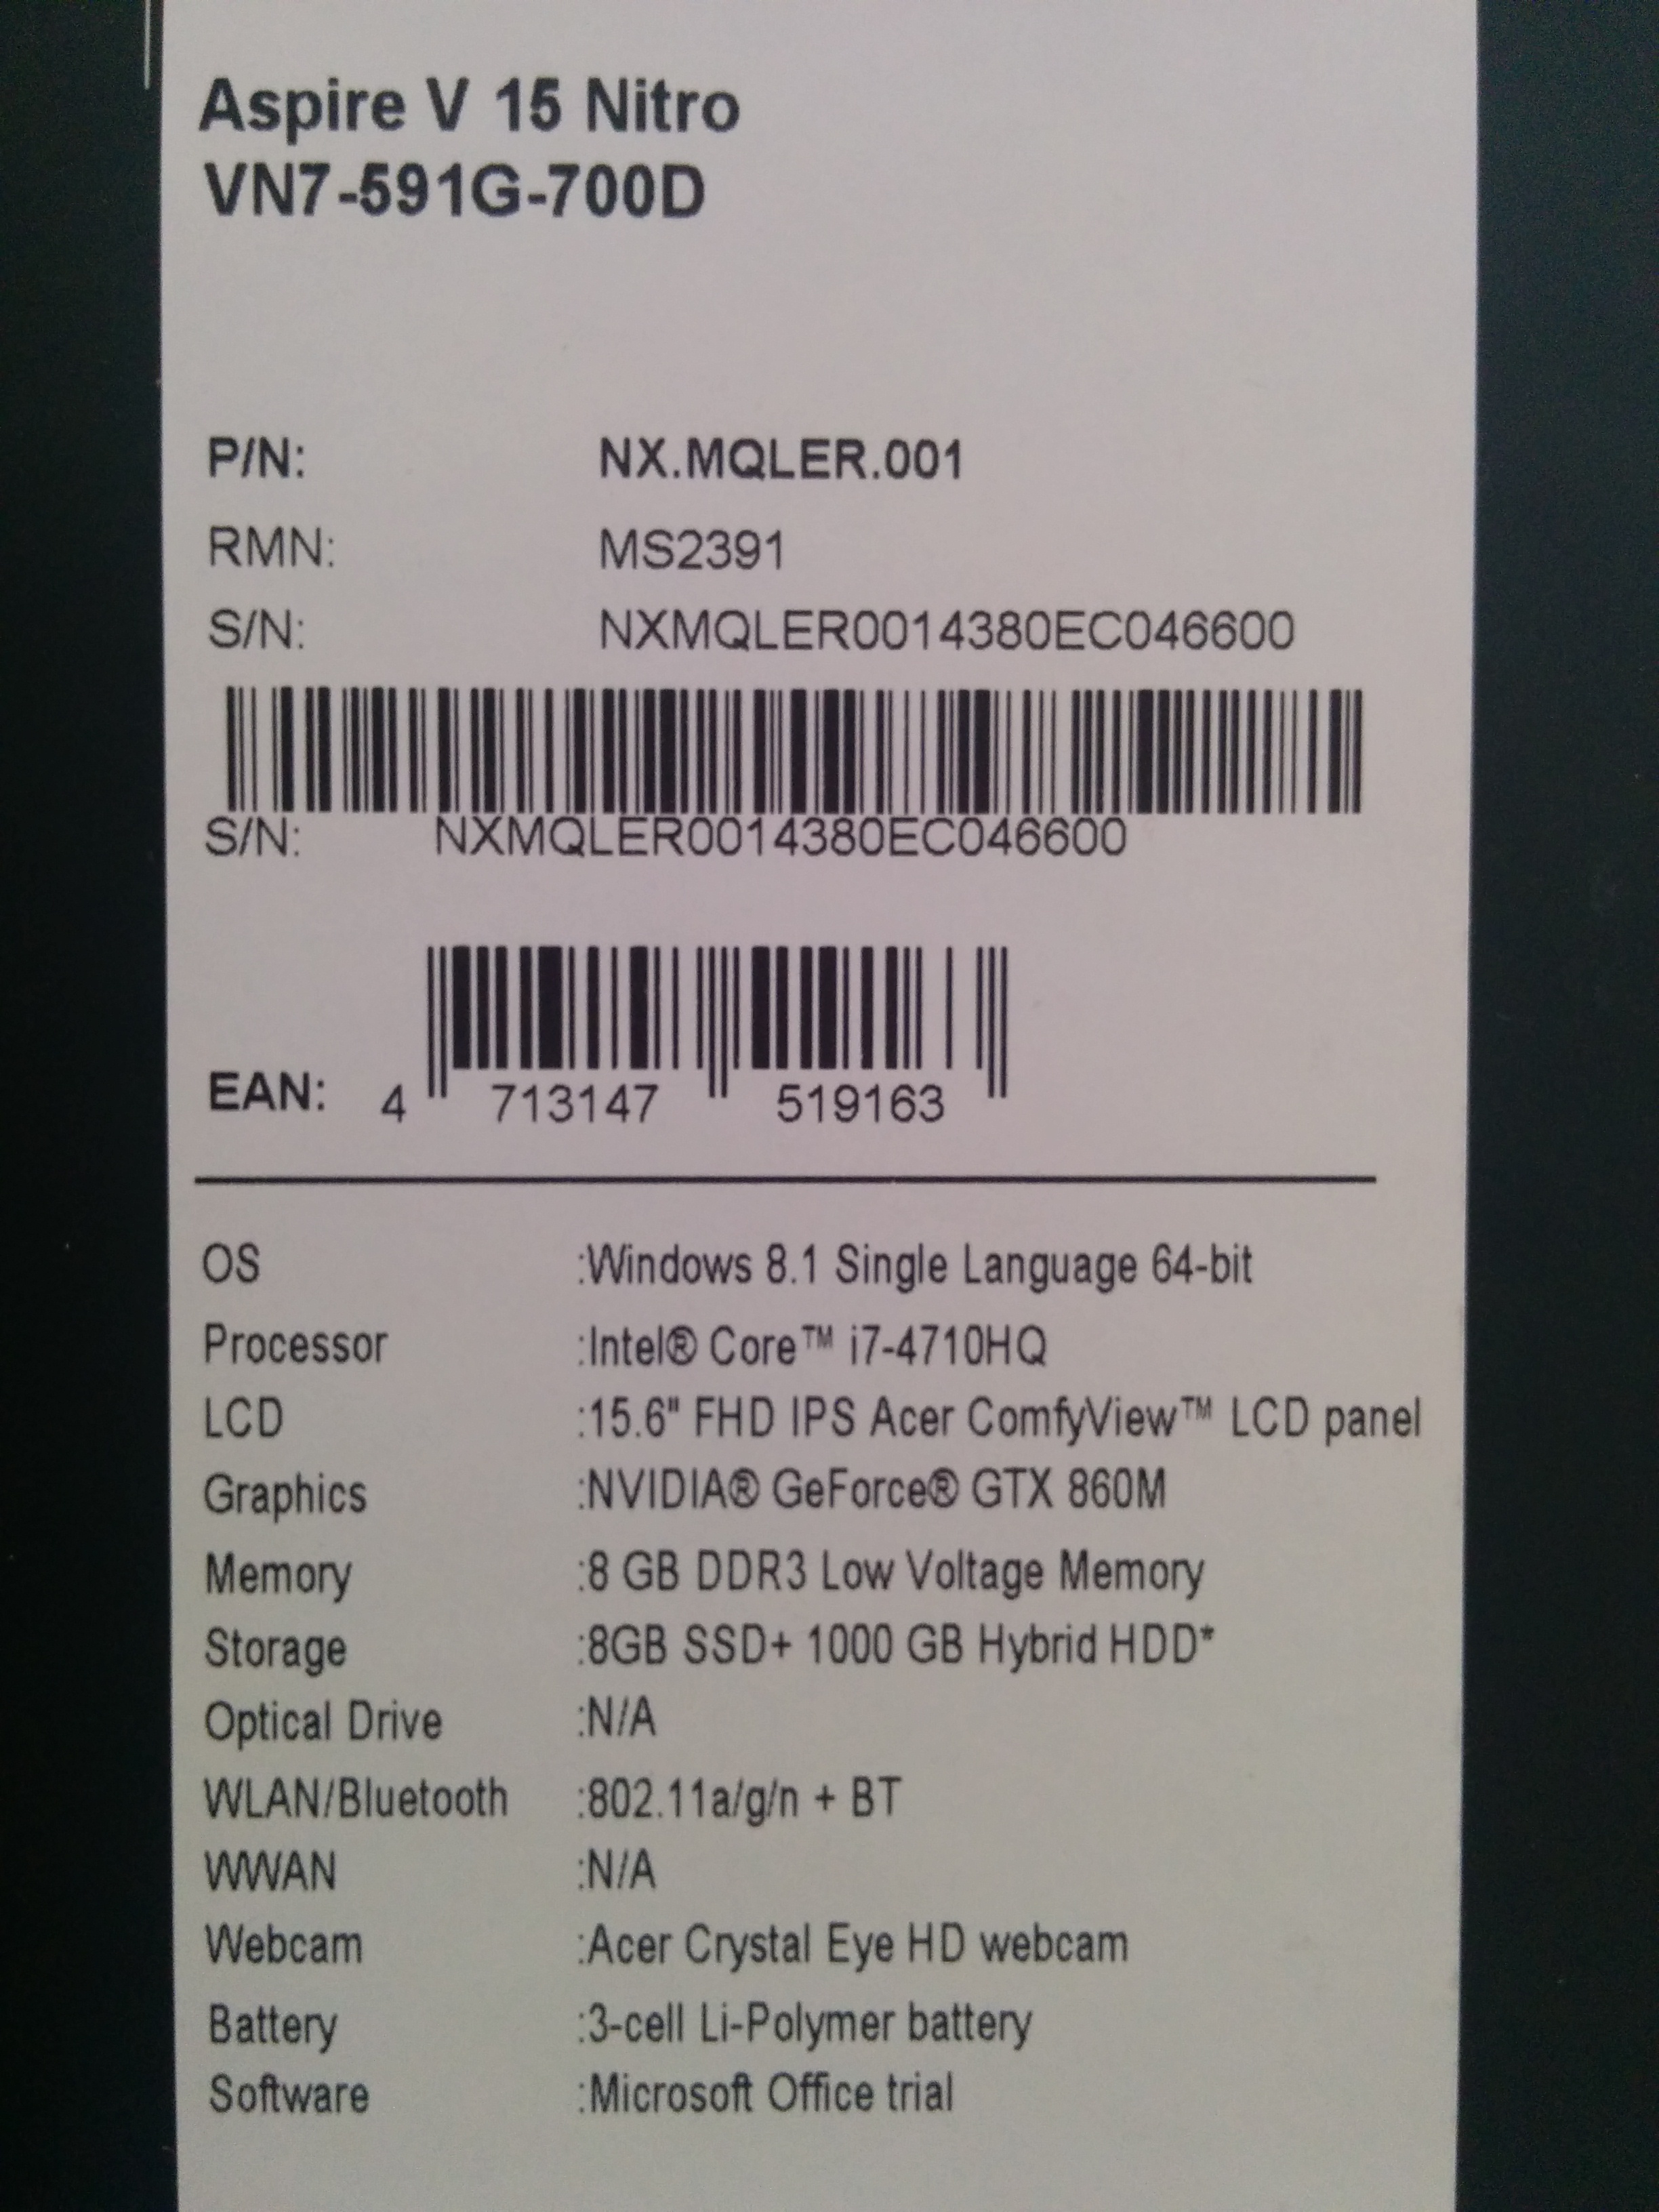 Aspire V 15 Nitro
VN7-591G-700D
P/N: NX.MQLER.001
RMN: MS2391
S/N: NXMQLER0014380EC046600
S/N: NXMQLER0014380EC046600
EAN: 4 713147 519163
OS :Windows 8.1 Single Language 64-bit
Processor :Intel® Core™ i7-4710HQ
LCD :15.6" FHD IPS Acer ComfyView™ LCD panel
Graphics :NVIDIA® GeForce® GTX 860M
Memory :8 GB DDR3 Low Voltage Memory
Storage :8GB SSD+ 1000 GB Hybrid HDD*
Optical Drive :N/A
WLAN/Bluetooth :802.11a/g/n + BT
WWAN :N/A
Webcam :Acer Crystal Eye HD webcam
Battery :3-cell Li-Polymer battery
Software :Microsoft Office trial